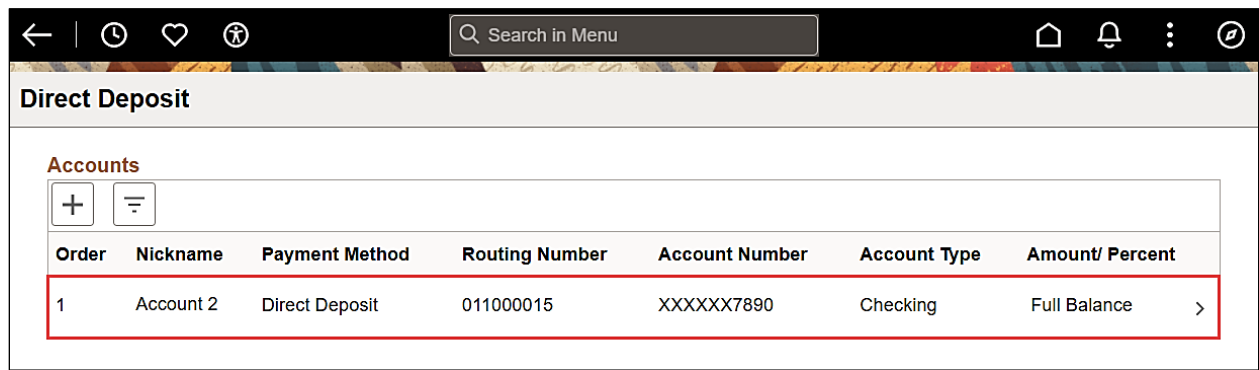 Search in Menu
Direct Deposit
Accounts
Order Nickname Payment Method Routing Number Account Number Account Type Amount/ Percent
1 Account 2 Direct Deposit 011000015 XXXXXX7890 Checking Full Balance